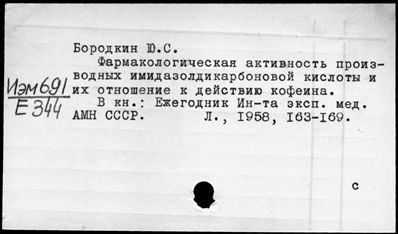 Бородкин Ю.С.
Фармакологическая активность произ-
водных имидазолдикарбоновой кислоты и
их отношение к действию кофеина.
В кн.: Ежегодник Ин-та эксп. мед.
АМН СССР. Л., 1958, 163-169.
Иэм691
Е344
с